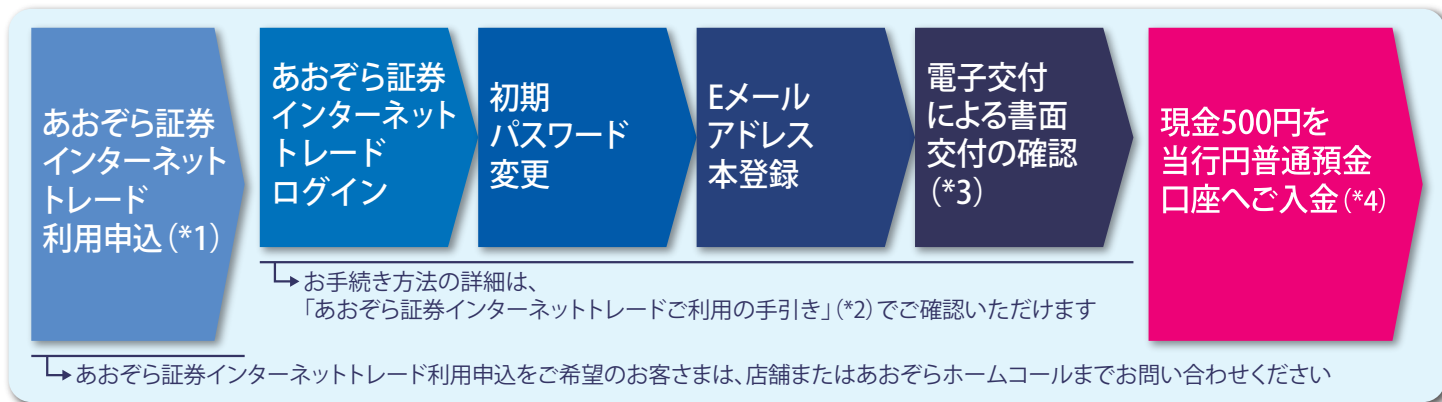 あおぞら証券
インターネット
トレード
利用申込(*1)
あおぞら証券
インターネット
トレード
ログイン
初期
パスワード
変更
Eメール
アドレス
本登録
電子交付
による書面
交付の確認
(*3)
現金500円を
当行円普通預金
口座へご入金(*4)
お手続き方法の詳細は、
「あおぞら証券インターネットトレードご利用の手引き」(*2)でご確認いただけます
あおぞら証券インターネットトレード利用申込をご希望のお客さまは、店舗またはあおぞらホームコールまでお問い合わせください